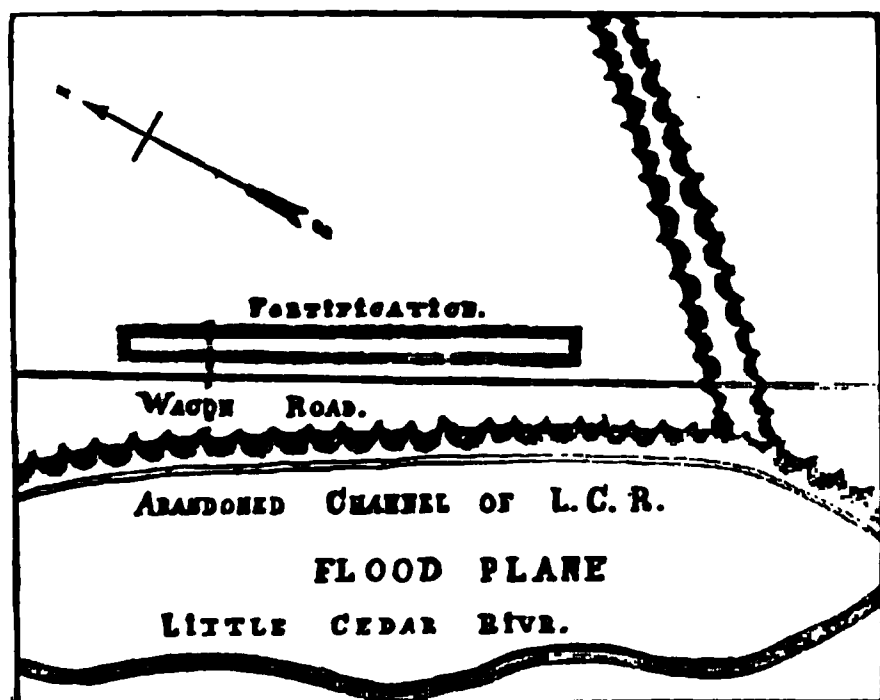 Fortification.
Wagon Road.
Abandoned Channel of L. C. R.
FLOOD PLANE
Little Cedar Rivr.